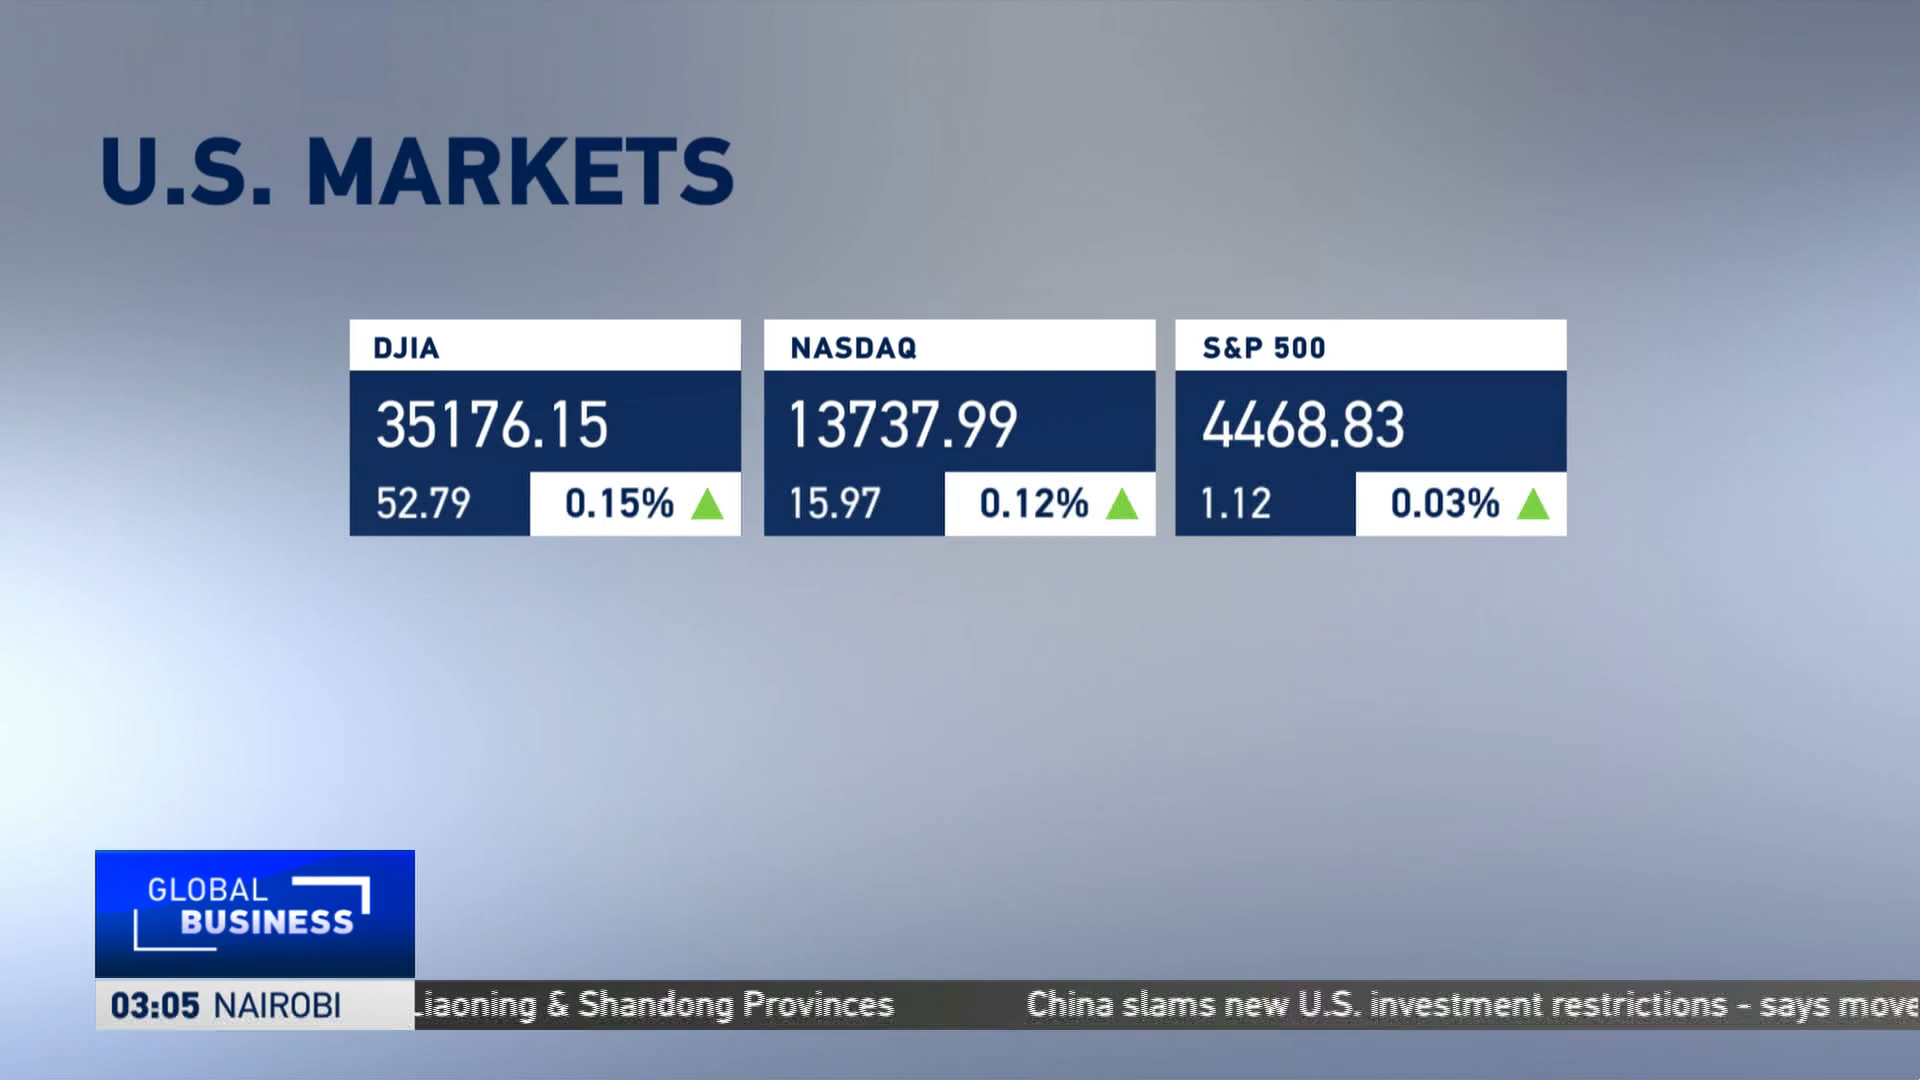 U.S. MARKETS
DJIA
35176.15
52.79 0.15%
NASDAQ
13737.99
15.97 0.12%
S&P 500
4468.83
1.12 0.03%
GLOBAL
BUSINESS
03:05 NAIROBI
Liaoning & Shandong Provinces China slams new U.S. investment restrictions - says move